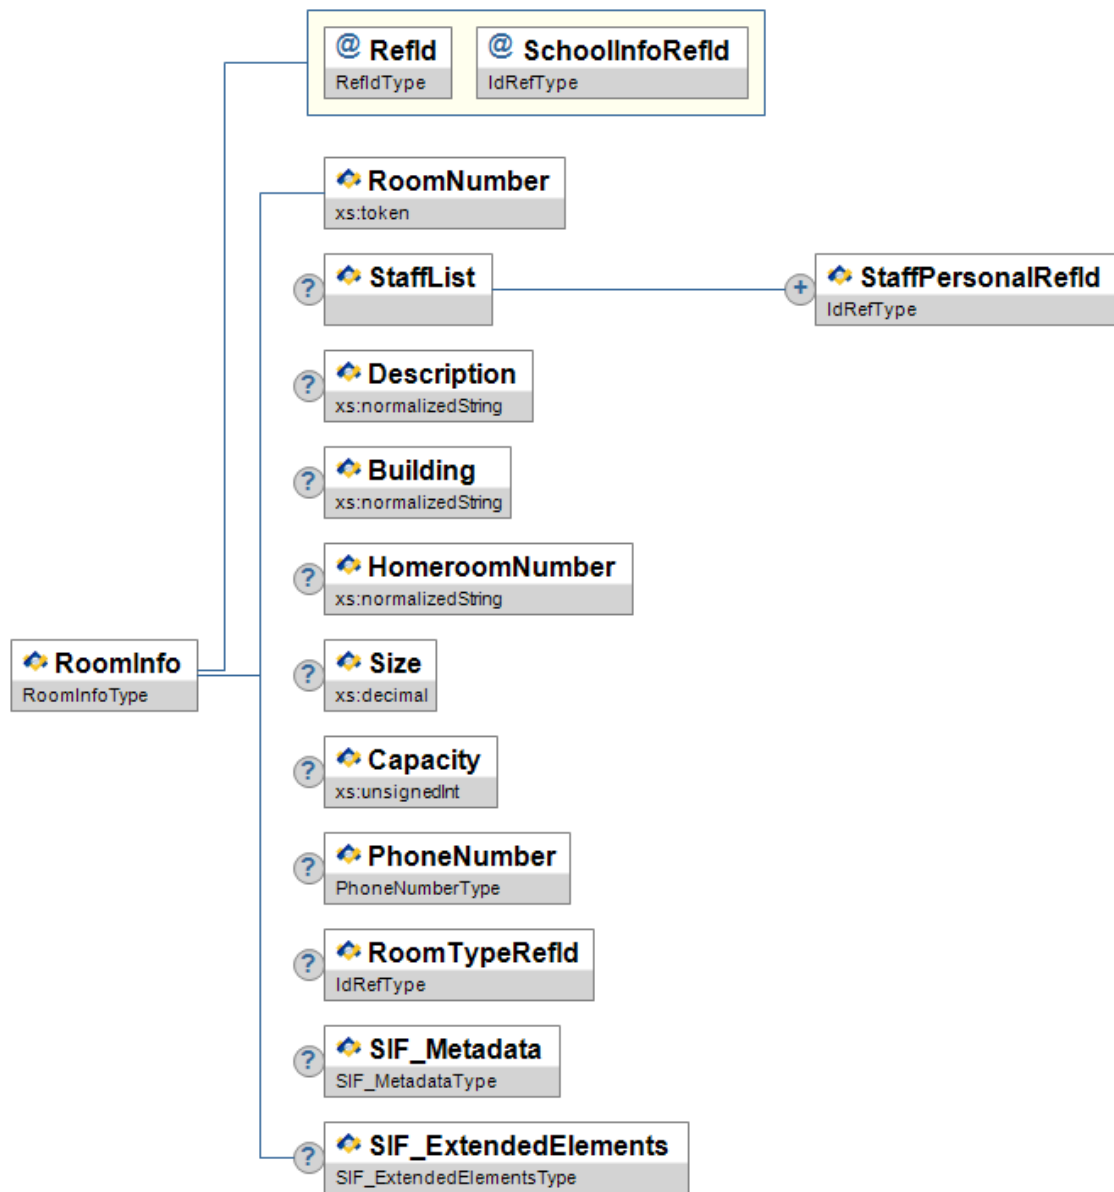 @ RefId
RefIdType
@ SchoolInfoRefId
IdRefType
RoomNumber
xs:token
? StaffList
+ StaffPersonalRefId
IdRefType
? Description
xs:normalizedString
? Building
xs:normalizedString
? HomeroomNumber
xs:normalizedString
RoomInfo
RoomInfoType
? Size
xs:decimal
? Capacity
xs:unsignedInt
? PhoneNumber
PhoneNumberType
? RoomTypeRefId
IdRefType
? SIF_Metadata
SIF_MetadataType
? SIF_ExtendedElements
SIF_ExtendedElementsType